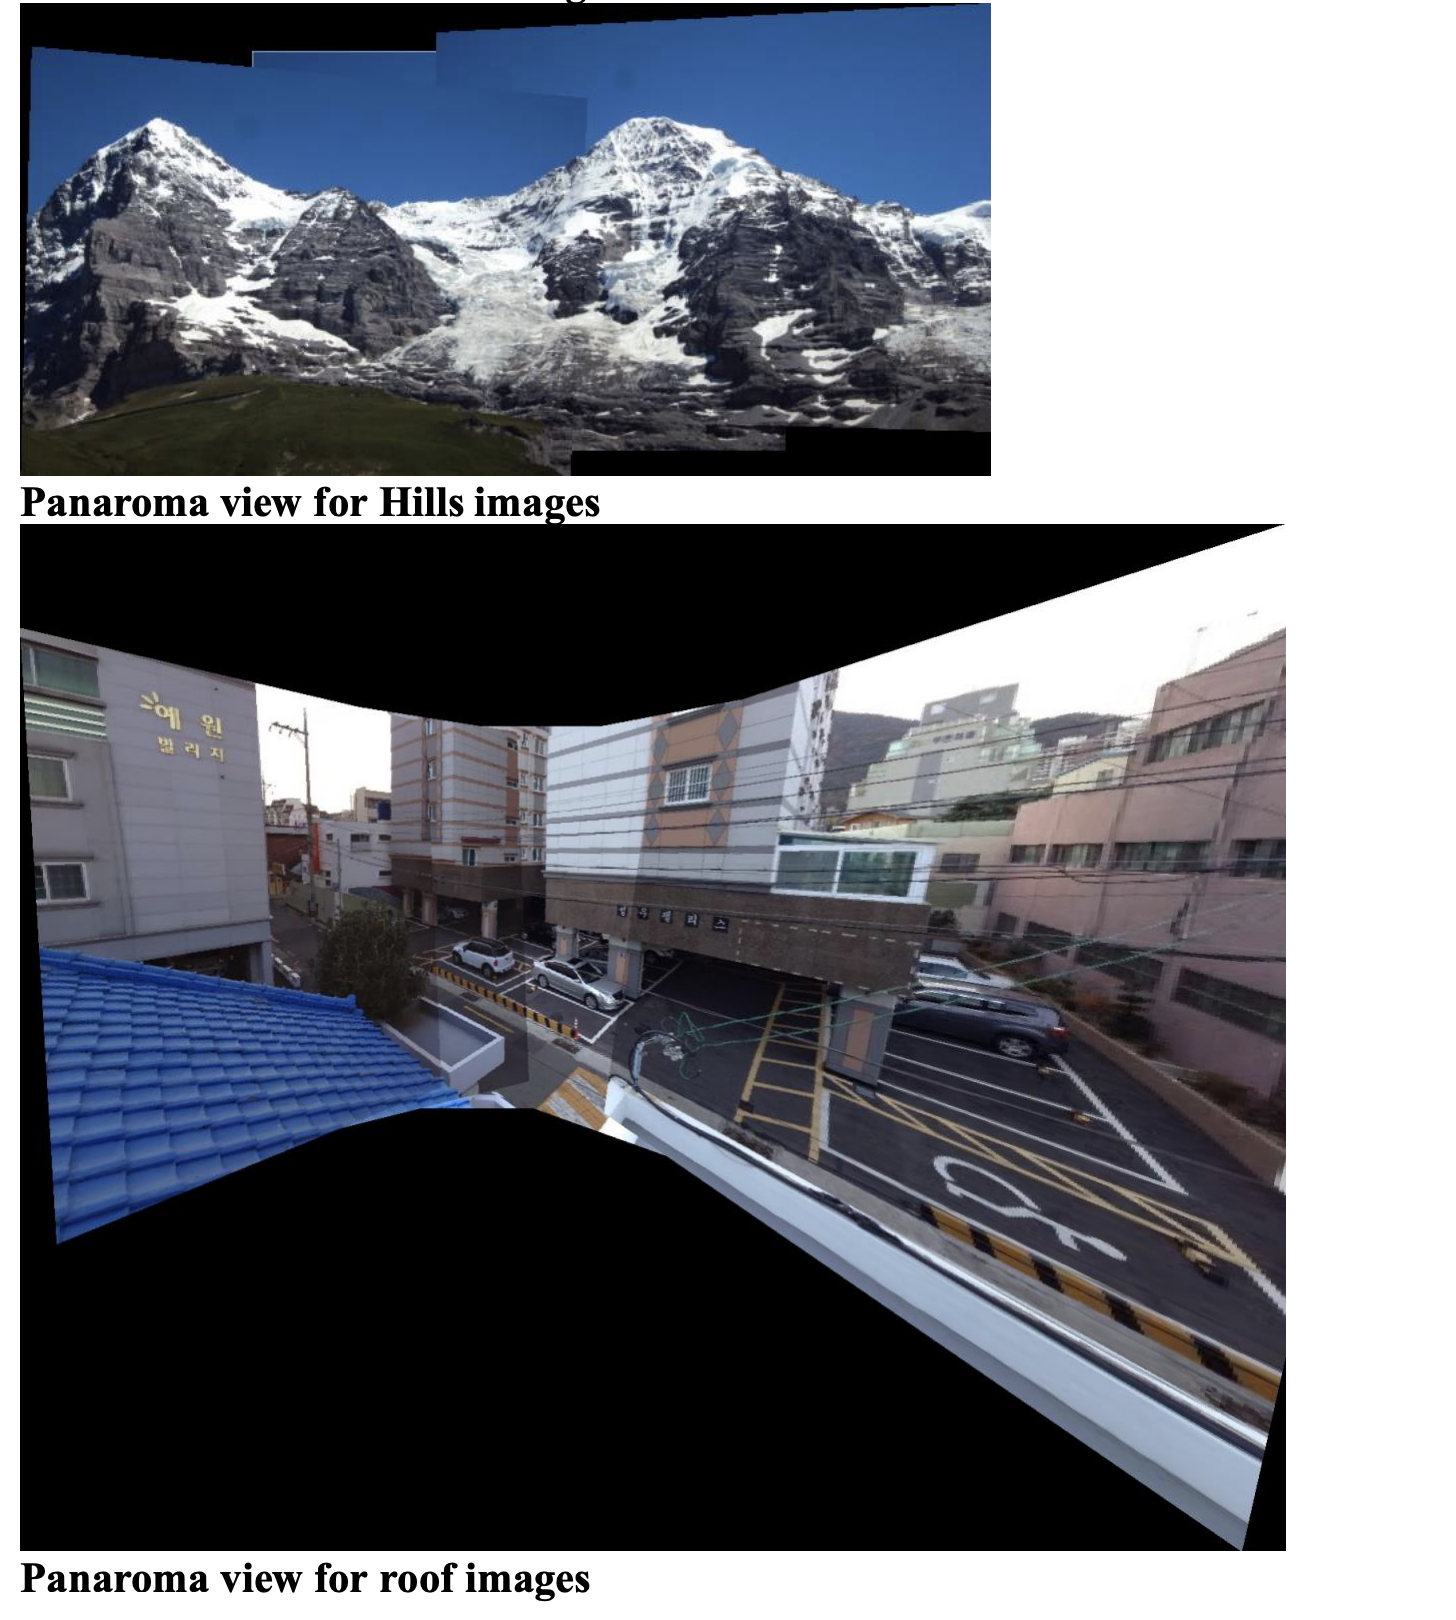 Panaroma view for Hills images
예원
빌리지
Panaroma view for roof images